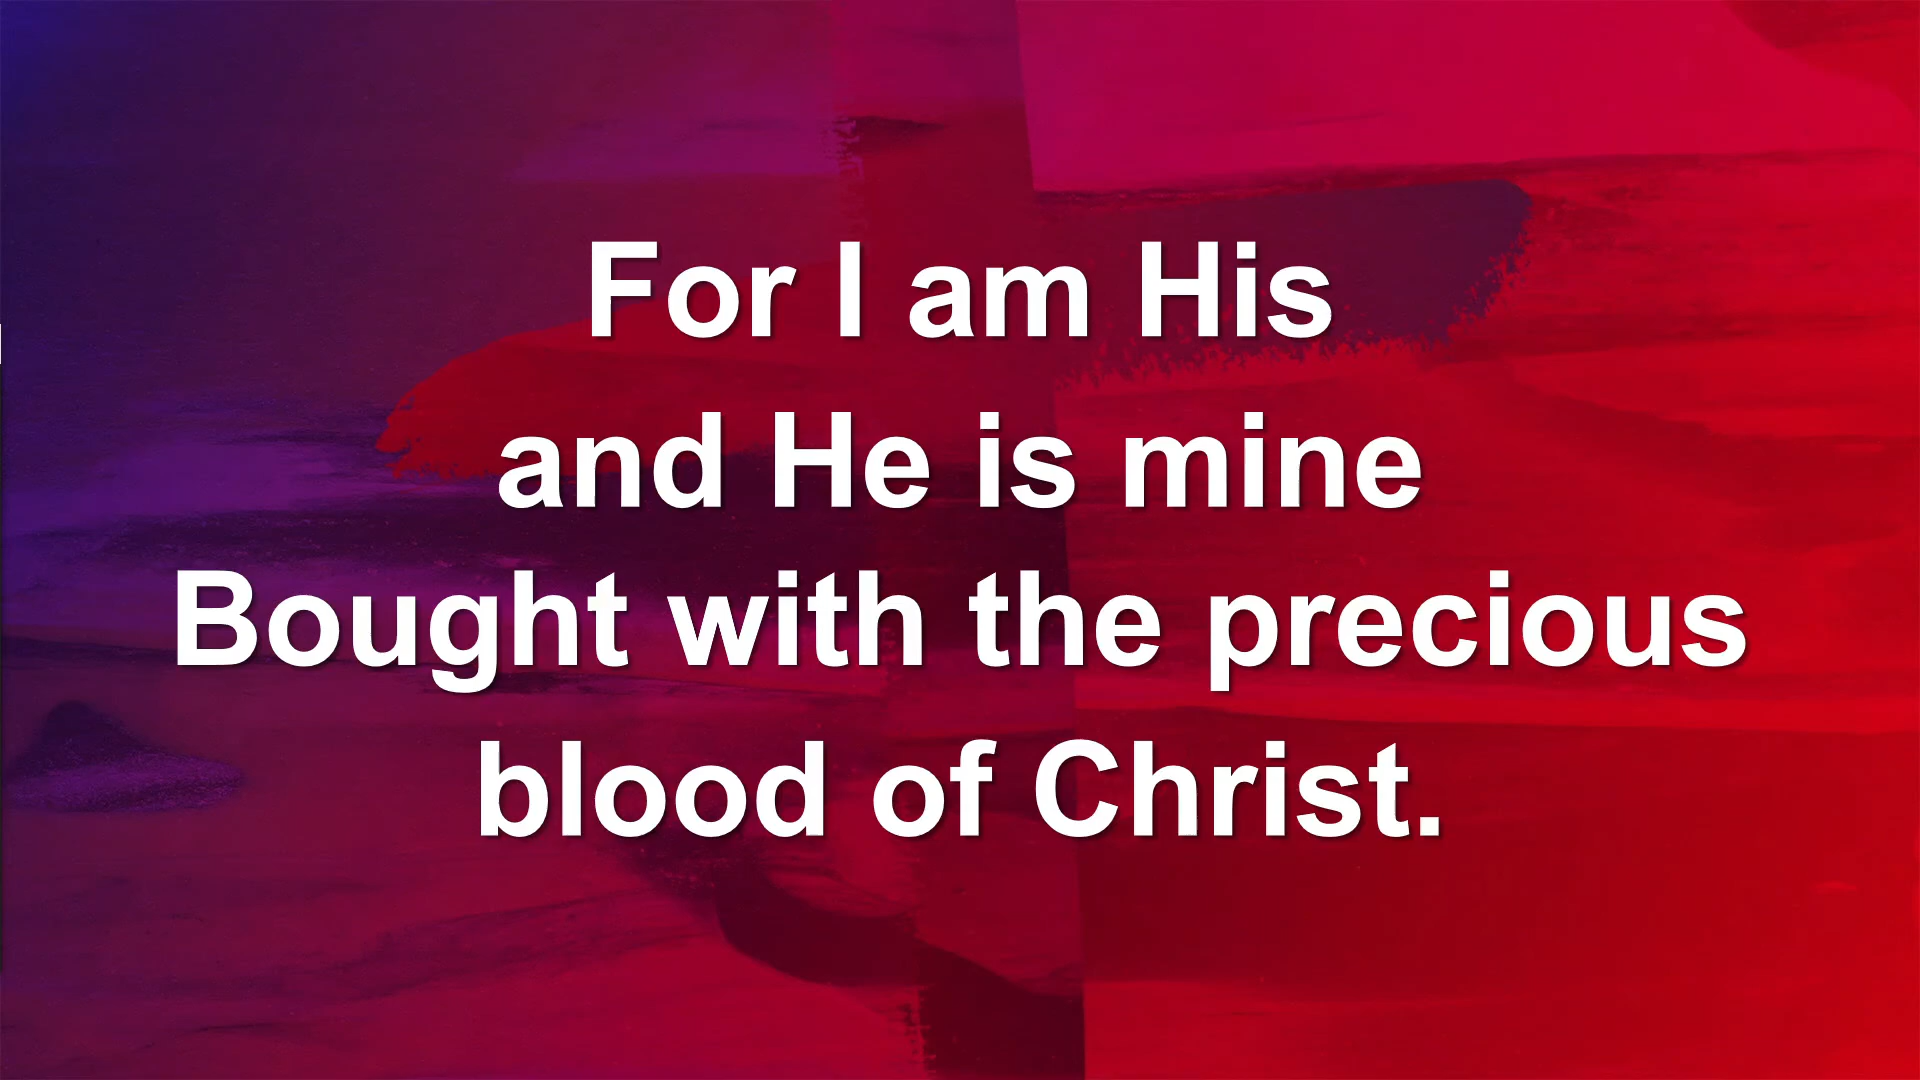 For I am His
and He is mine
Bought with the precious
blood of Christ.